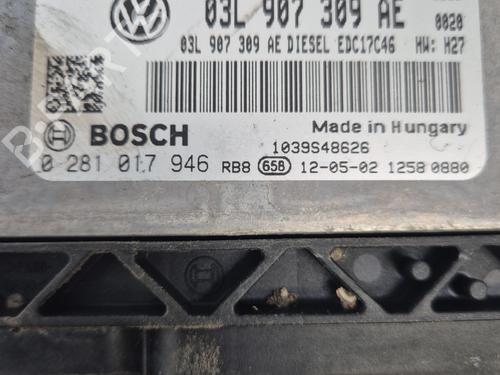 03L 907 309 AE 0020
03L 907 309 AE DIESEL EDC17C46 HW: H27
BOSCH
Made in Hungary
1039S48626
0 281 017 946 RB8 658 12-05-02 1258 0880